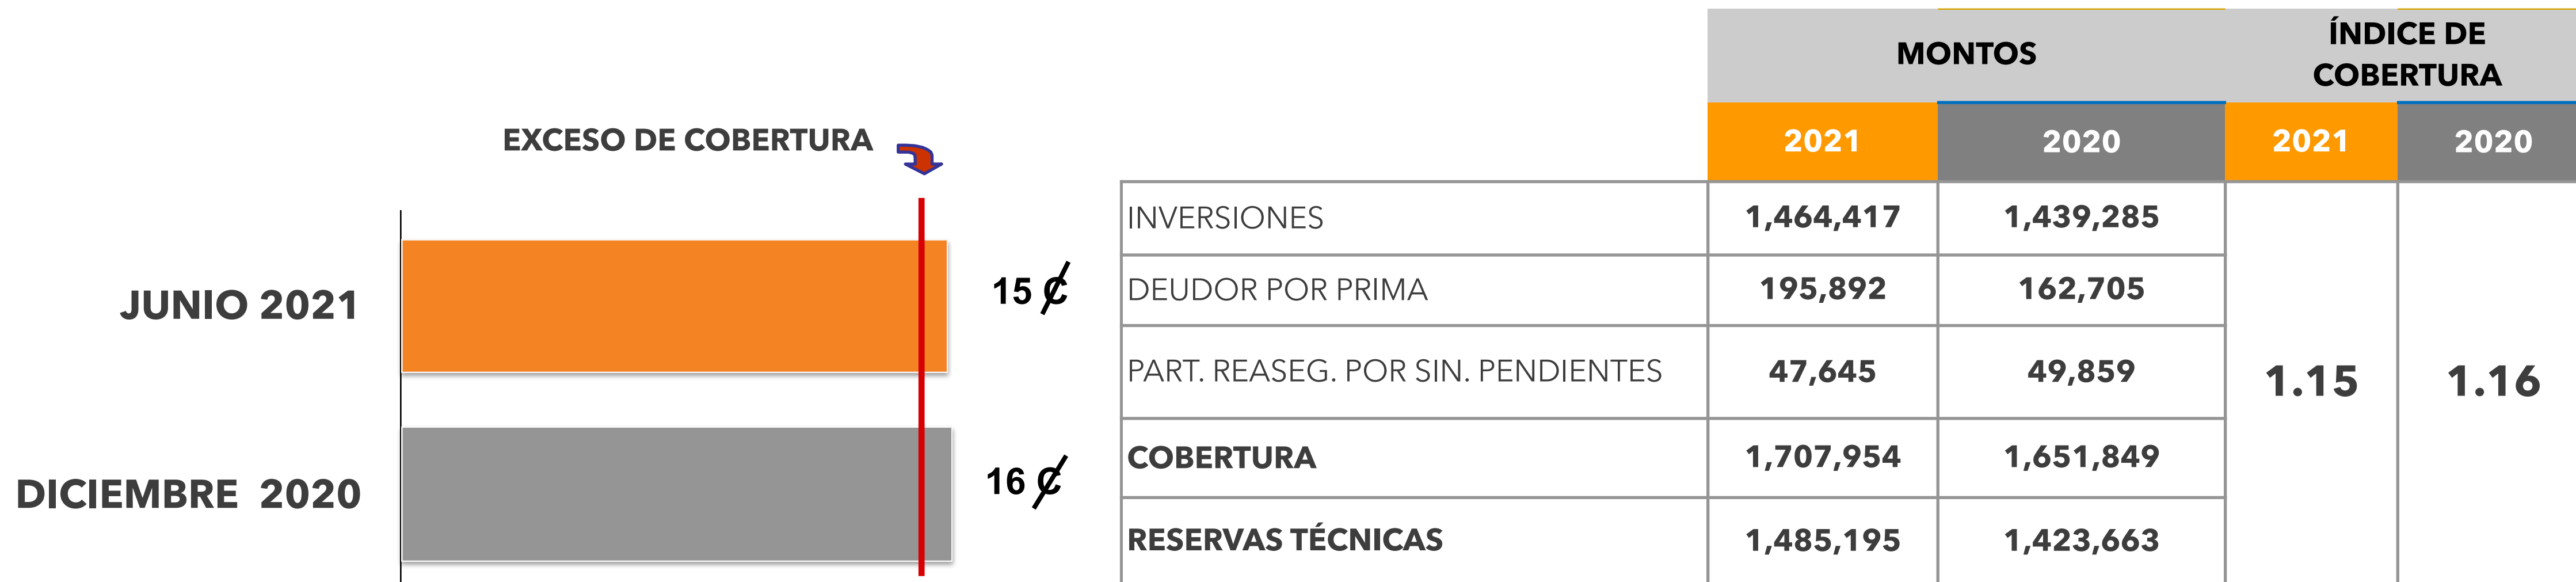 EXCESO DE COBERTURA
JUNIO 2021
15 ₵
DICIEMBRE 2020
16 ₵
MONTOS
ÍNDICE DE
COBERTURA
2021 2020 2021 2020
INVERSIONES 1,464,417 1,439,285
DEUDOR POR PRIMA 195,892 162,705
PART. REASEG. POR SIN. PENDIENTES 47,645 49,859 1.15 1.16
COBERTURA 1,707,954 1,651,849
RESERVAS TÉCNICAS 1,485,195 1,423,663